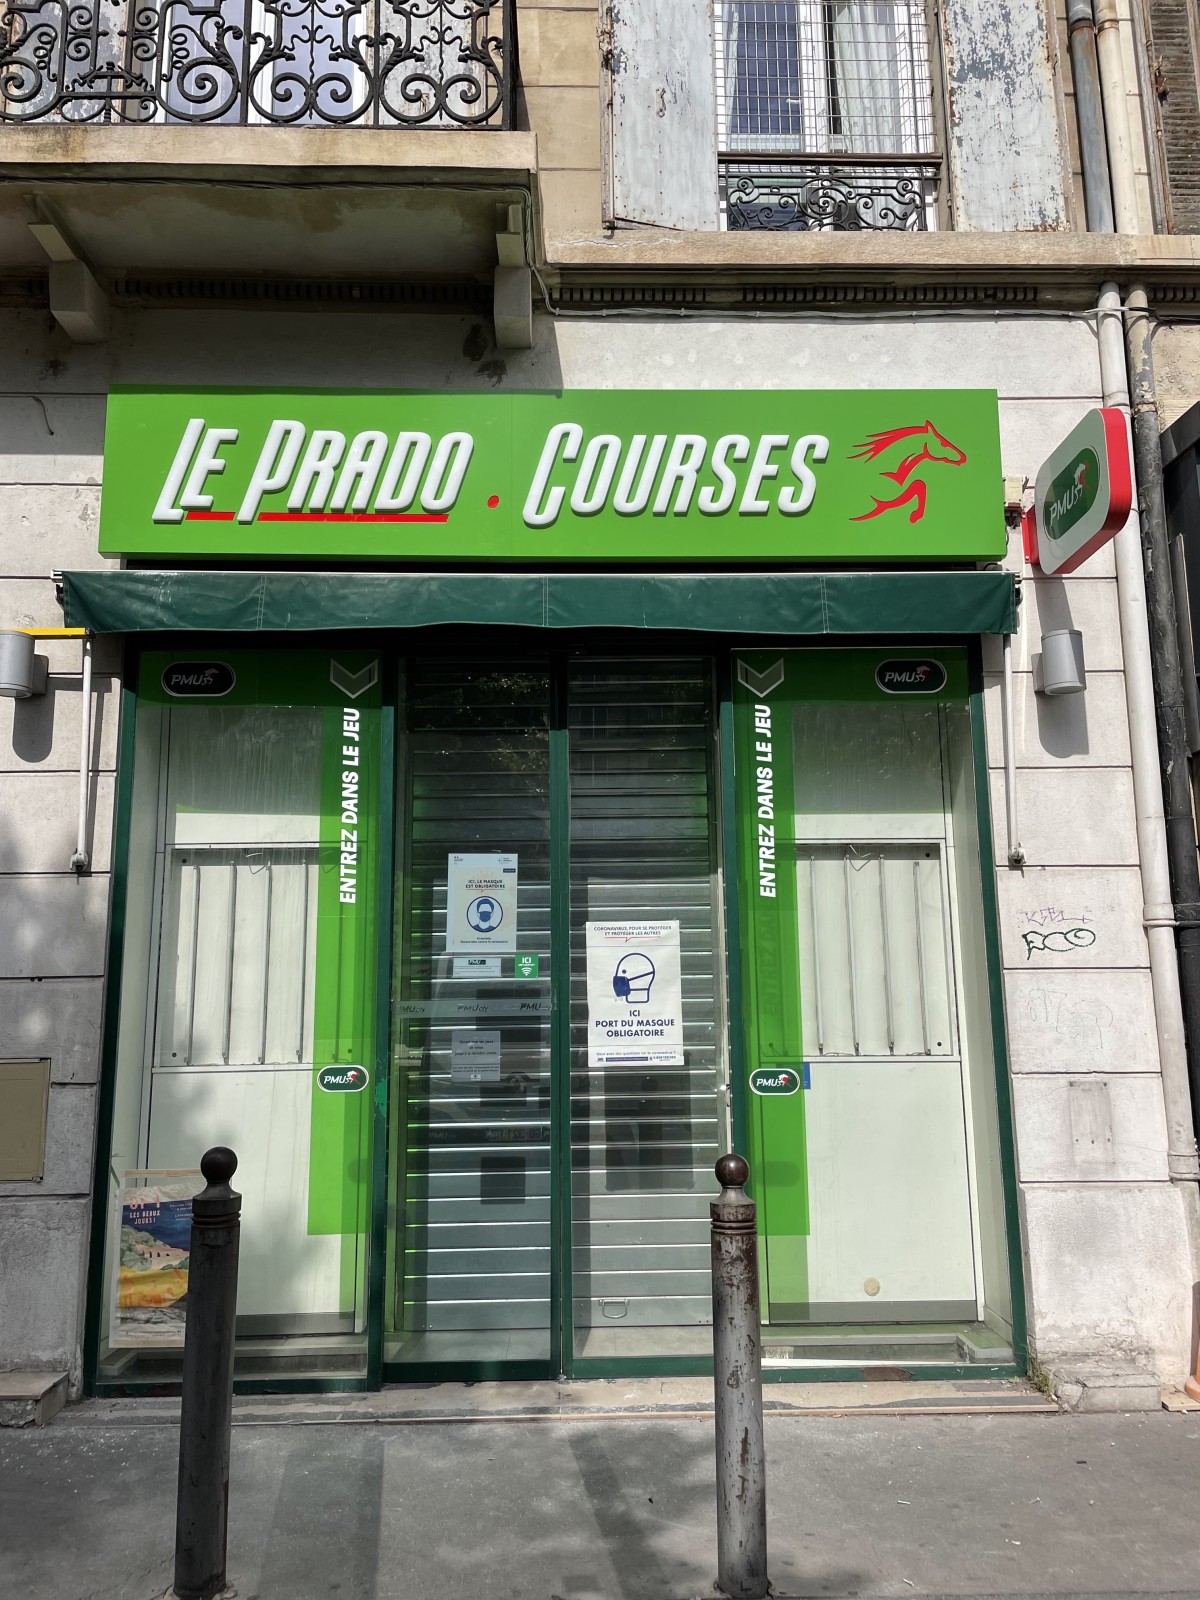 LE PRADO . COURSES
PMU
PMU
PMU
ENTREZ DANS LE JEU
ENTREZ DANS LE JEU
ICI, LE MASQUE
EST OBLIGATOIRE
CORONAVIRUS, POUR SE PROTÉGER
ET PROTÉGER LES AUTRES
ICI
PORT DU MASQUE
OBLIGATOIRE
PMU
ICI
PMU
PMU
LES BEAUX
JOURS !